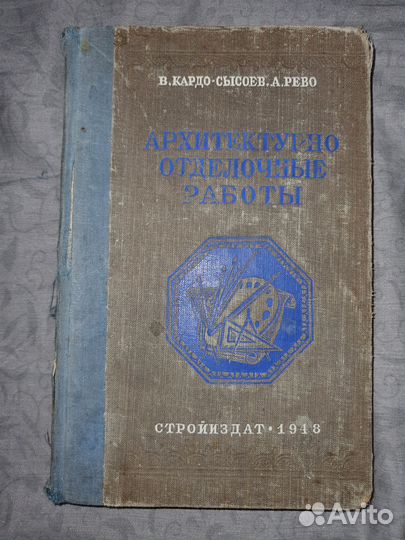 В. КАРДО-СЫСОЕВ, А. РЕВО
АРХИТЕКТУРНО
ОТДЕЛОЧНЫЕ
РАБОТЫ
СТРОЙИЗДАТ • 1948
Avito